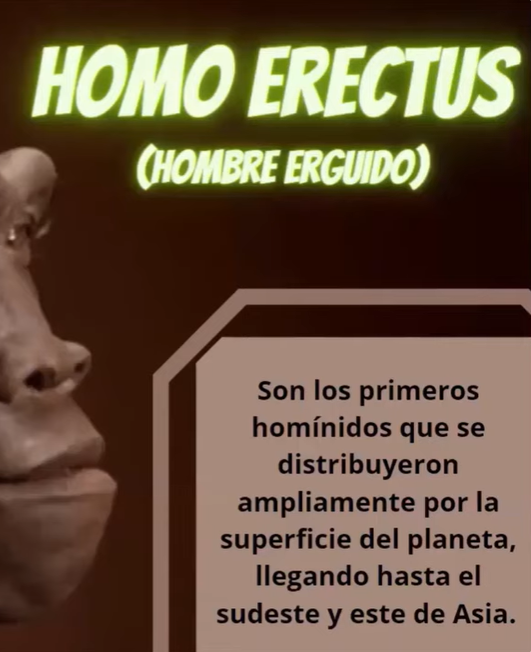 HOMO ERECTUS
(HOMBRE ERGUIDO)
Son los primeros
homínidos que se
distribuyeron
ampliamente por la
superficie del planeta,
llegando hasta el
sudeste y este de Asia.